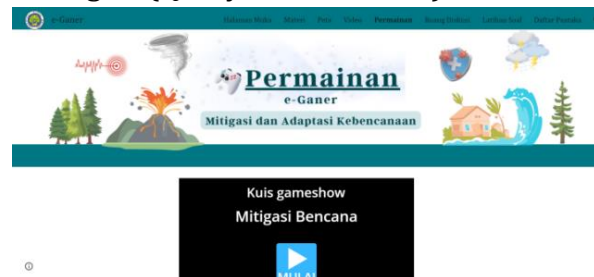 e-Ganer
Halaman Muka Materi Peta Video Permainan Ruang Diskusi Latihan Soal Daftar Pustaka
Permainan
e-Ganer
Mitigasi dan Adaptasi Kebencanaan
Kuis gameshow
Mitigasi Bencana
MULAI